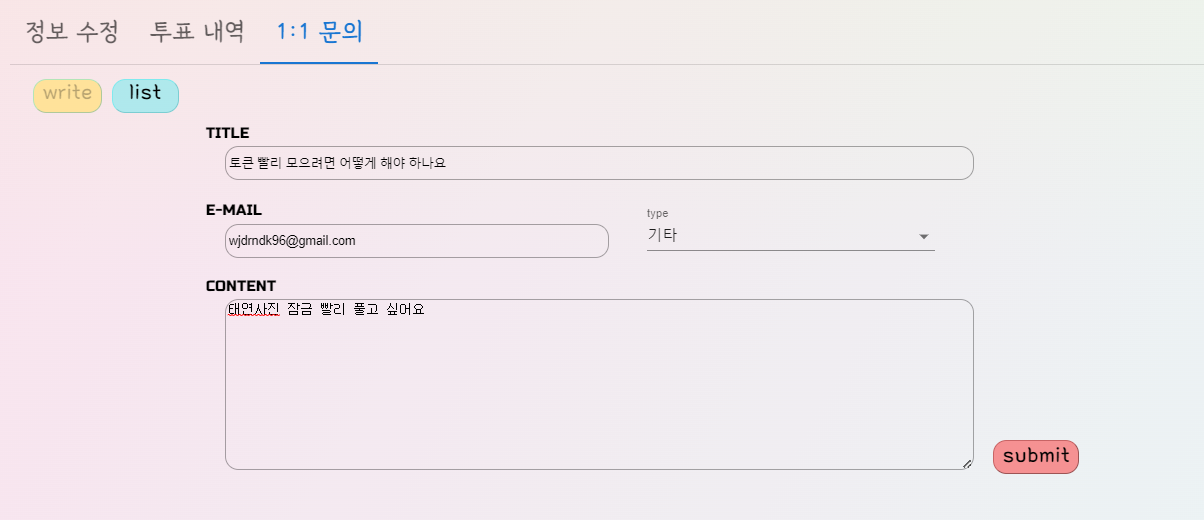 정보 수정 투표 내역 1:1 문의
write list
TITLE
토큰 빨리 모으려면 어떻게 해야 하나요
E-MAIL
type
wjdrndk96@gmail.com 기타
CONTENT
태연사진 잠금 빨리 풀고 싶어요
submit